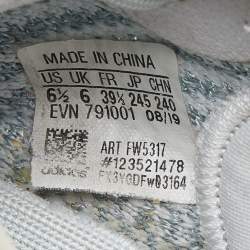 MADE IN CHINA
US UK FR JP CHN
6½ 6 39⅓ 245 240
EVN 791001 08/19
ART FW5317
#123521478
adidas